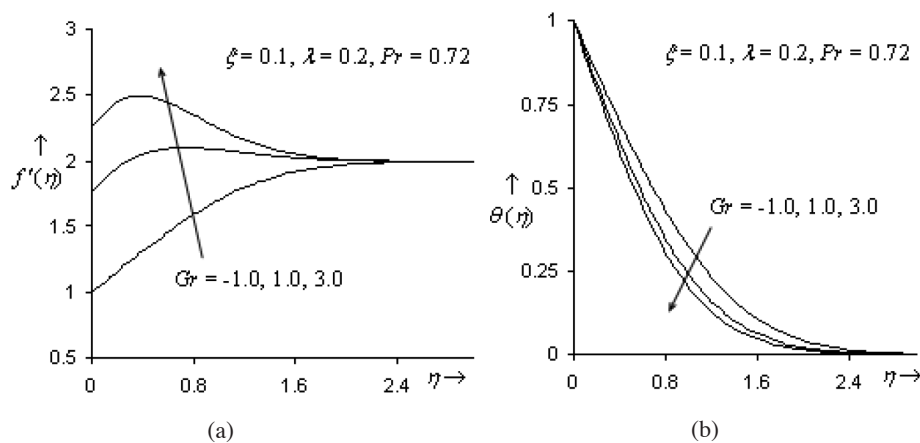 3
2.5
2
1.5
1
0.5
0
0.8
1.6
2.4
↑
f'(η)
η→
ξ = 0.1, λ = 0.2, Pr = 0.72
Gr = -1.0, 1.0, 3.0
(a)
1
0.75
0.5
0.25
0
0
0.8
1.6
2.4
↑
θ(η)
η→
ξ = 0.1, λ = 0.2, Pr = 0.72
Gr = -1.0, 1.0, 3.0
(b)